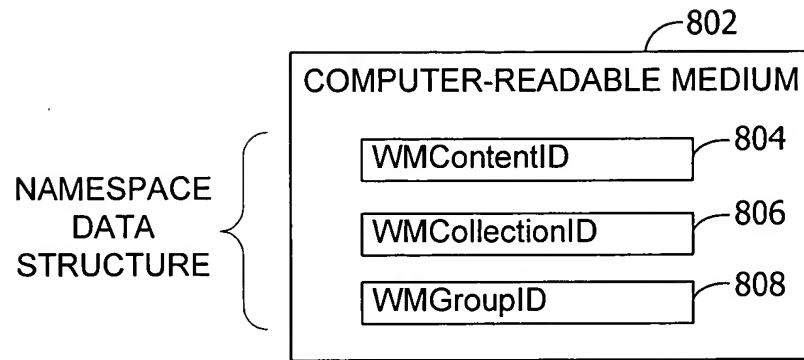 802
COMPUTER-READABLE MEDIUM
NAMESPACE
DATA
STRUCTURE
WMContentID
804
WMCollectionID
806
WMGroupID
808